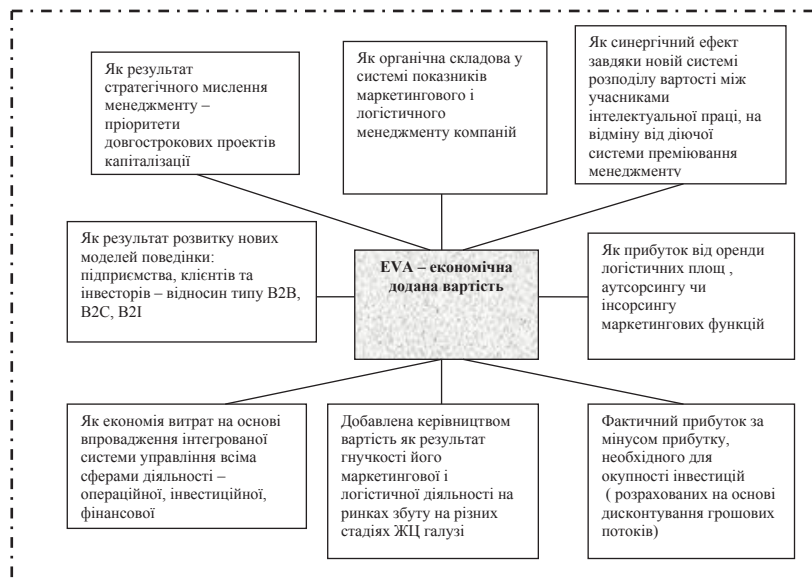 Як результат
стратегічного мислення
менеджменту –
пріоритети
довгострокових проектів
капіталізації
Як органічна складова у
системі показників
маркетингового і
логістичного
менеджменту компаній
Як синергічний ефект
завдяки новій системі
розподілу вартості між
учасниками
інтелектуальної праці, на
відміну від діючої
системи преміювання
менеджменту
Як результат розвитку нових
моделей поведінки:
підприємства, клієнтів та
інвесторів – відносин типу В2В,
В2С, В2І
EVA – економічна
додана вартість
Як прибуток від оренди
логістичних площ ,
аутсорсингу чи
інсорсингу
маркетингових функцій
Як економія витрат на основі
впровадження інтегрованої
системи управління всіма
сферами діяльності –
операційної, інвестиційної,
фінансової
Добавлена керівництвом
вартість як результат
гнучкості його
маркетингової і
логістичної діяльності на
ринках збуту на різних
стадіях ЖЦ галузі
Фактичний прибуток за
мінусом прибутку,
необхідного для
окупності інвестицій
( розрахованих на основі
дисконтування грошових
потоків)